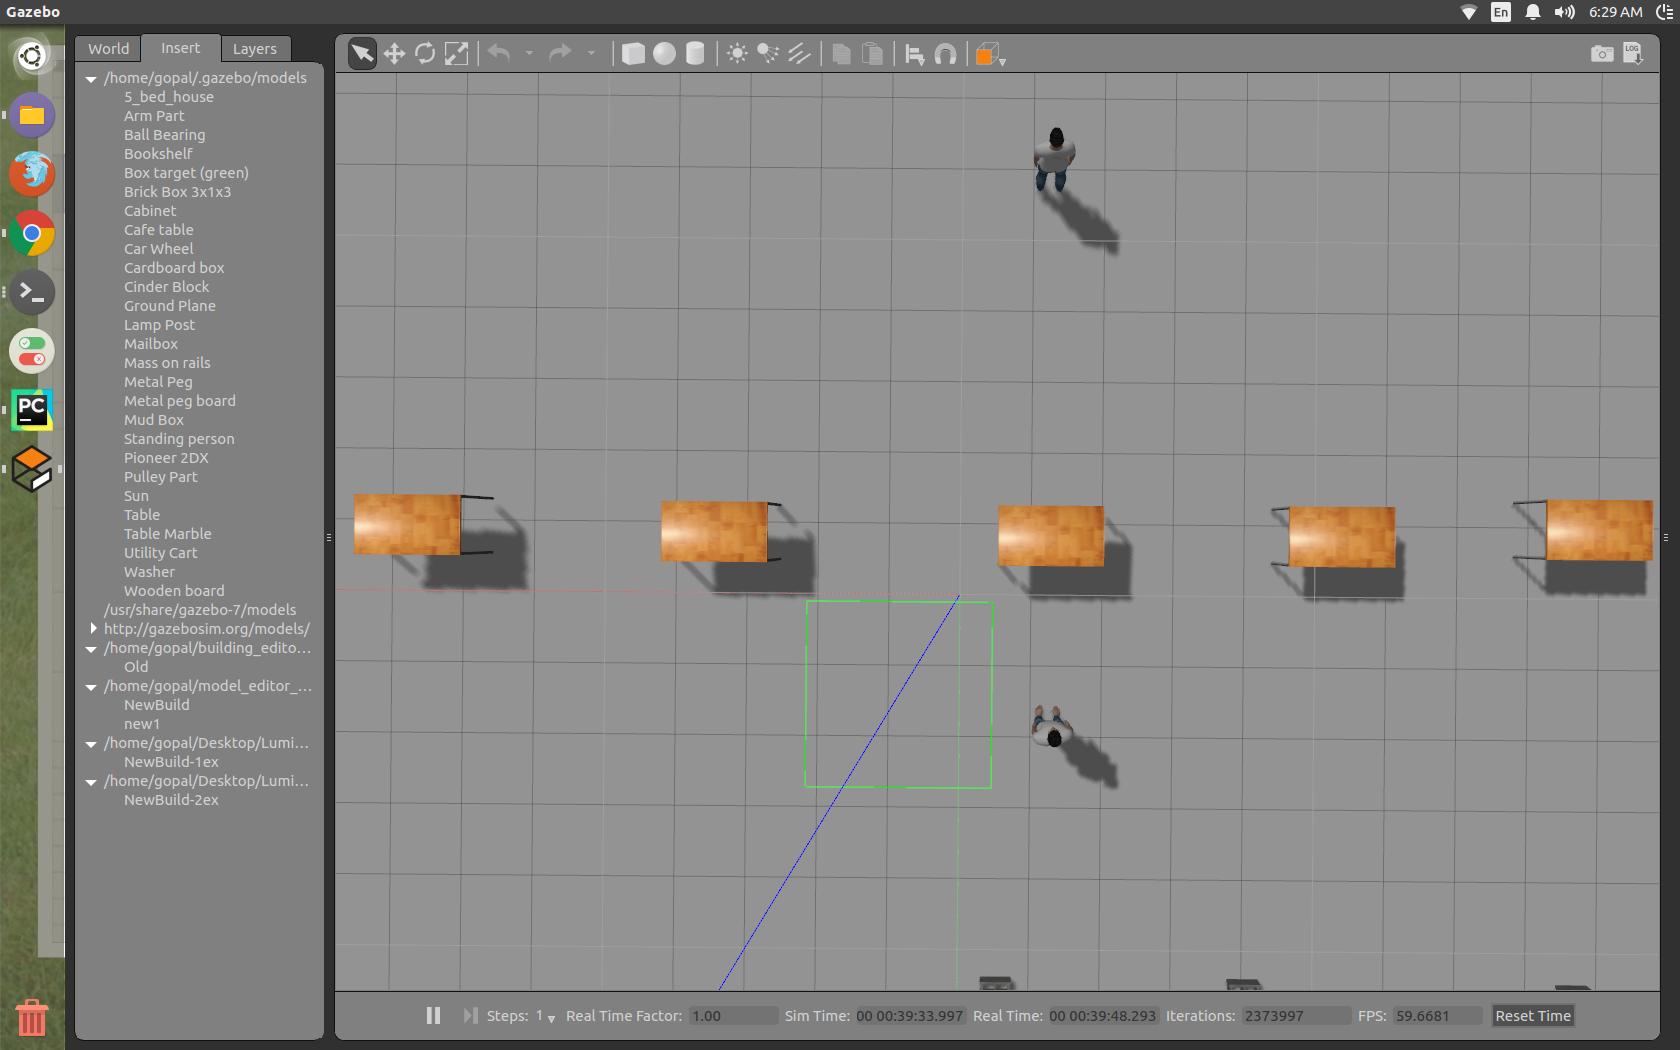 Gazebo
En
6:29 AM
World
Insert
Layers
LOG
/home/gopal/.gazebo/models
5_bed_house
Arm Part
Ball Bearing
Bookshelf
Box target (green)
Brick Box 3x1x3
Cabinet
Cafe table
Car Wheel
Cardboard box
Cinder Block
Ground Plane
Lamp Post
Mailbox
Mass on rails
Metal Peg
Metal peg board
Mud Box
Standing person
Pioneer 2DX
Pulley Part
Sun
Table
Table Marble
Utility Cart
Washer
Wooden board
/usr/share/gazebo-7/models
http://gazebosim.org/models/
/home/gopal/building_edito...
Old
/home/gopal/model_editor_...
NewBuild
new1
/home/gopal/Desktop/Lumi...
NewBuild-1ex
/home/gopal/Desktop/Lumi...
NewBuild-2ex
PC
Steps: 1 Real Time Factor: 1.00 Sim Time: 00 00:39:33.997 Real Time: 00 00:39:48.293 Iterations: 2373997 FPS: 59.6681 Reset Time